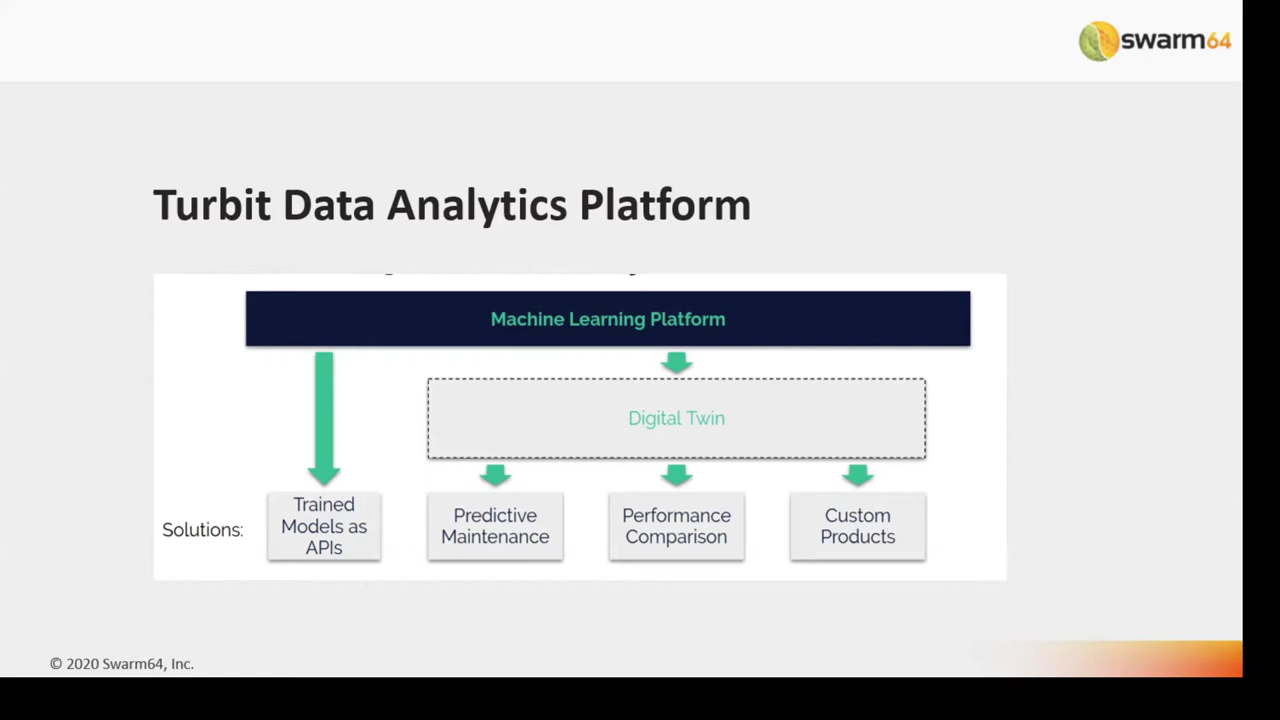 swarm64
Turbit Data Analytics Platform
Machine Learning Platform
Digital Twin
Solutions:
Trained
Models as
APIs
Predictive
Maintenance
Performance
Comparison
Custom
Products
© 2020 Swarm64, Inc.